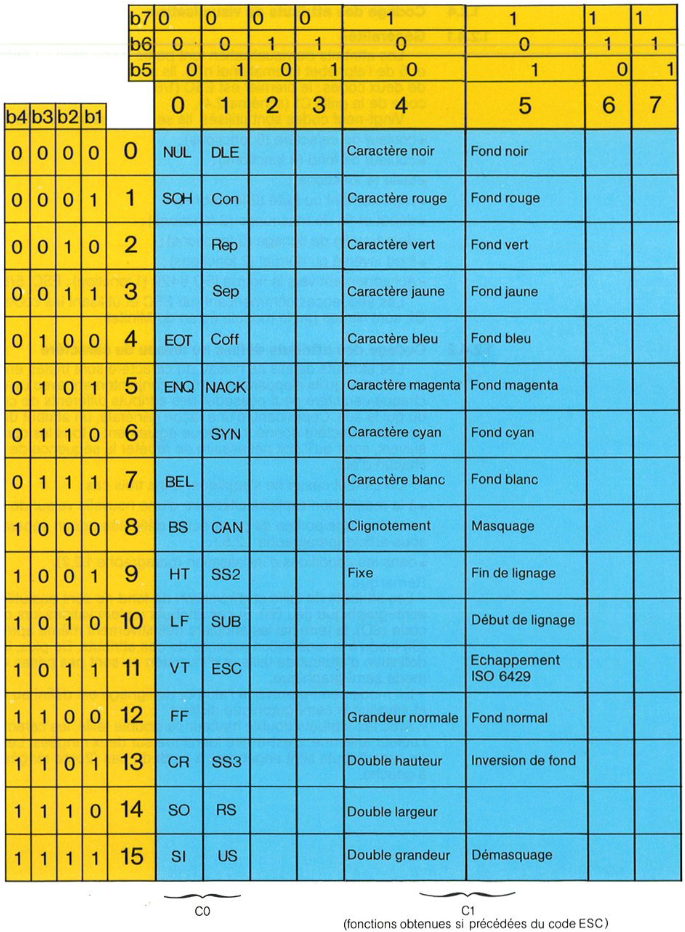 b7 0 0 0 0 1 1 1 1
b6 0 0 1 1 0 0 1 1
b5 0 1 0 1 0 1 0 1
b4 b3 b2 b1 0 1 2 3 4 5 6 7
0 0 0 0 0 NUL DLE Caractère noir Fond noir
0 0 0 1 1 SOH Con Caractère rouge Fond rouge
0 0 1 0 2 Rep Caractère vert Fond vert
0 0 1 1 3 Sep Caractère jaune Fond jaune
0 1 0 0 4 EOT Coff Caractère bleu Fond bleu
0 1 0 1 5 ENQ NACK Caractère magenta Fond magenta
0 1 1 0 6 SYN Caractère cyan Fond cyan
0 1 1 1 7 BEL Caractère blanc Fond blanc
1 0 0 0 8 BS CAN Clignotement Masquage
1 0 0 1 9 HT SS2 Fixe Fin de lignage
1 0 1 0 10 LF SUB Début de lignage
1 0 1 1 11 VT ESC Echappement
ISO 6429
1 1 0 0 12 FF Grandeur normale Fond normal
1 1 0 1 13 CR SS3 Double hauteur Inversion de fond
1 1 1 0 14 SO RS Double largeur
1 1 1 1 15 SI US Double grandeur Démasquage
C0 C1
(fonctions obtenues si précédées du code ESC)